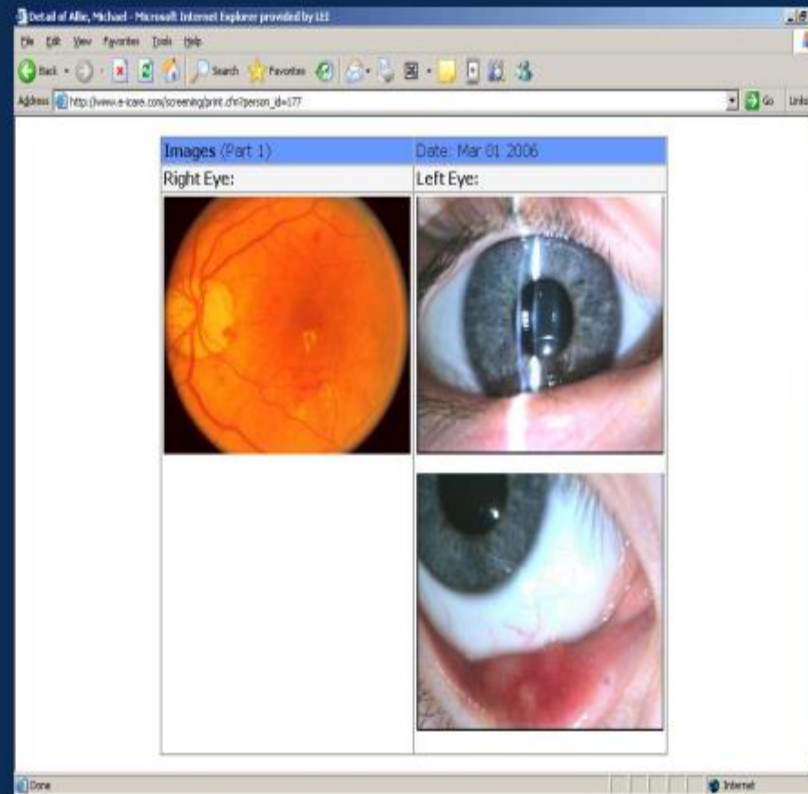 Detail of Allie, Michael - Microsoft Internet Explorer provided by LEI
File Edit View Favorites Tools Help
Back Search Favorites
Address http://www.e-icare.com/screening/print.cfm?person_id=177 Go Links
Images (Part 1) Date: Mar 01 2006
Right Eye: Left Eye:
Done Internet